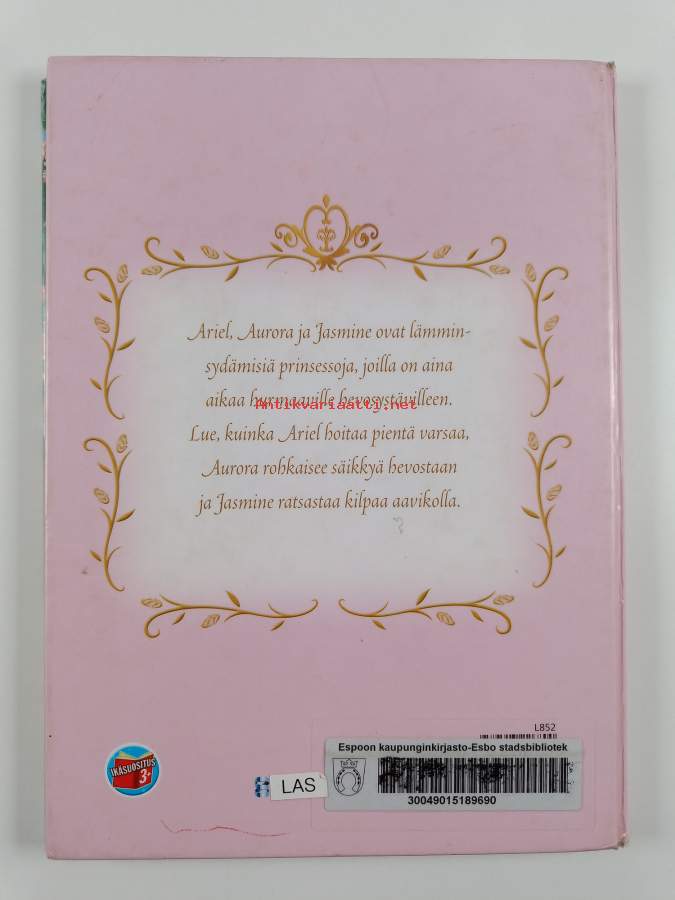 Ariel, Aurora ja Jasmine ovat lämmin-
sydämisiä prinsessoja, joilla on aina
aikaa hurmaaville hevosystävilleen.
Antikvariaatti.net
Lue, kuinka Ariel hoitaa pientä varsaa,
Aurora rohkaisee säikkyä hevostaan
ja Jasmine ratsastaa kilpaa aavikolla.
L852
Espoon kaupunginkirjasto-Esbo stadsbibliotek
30049015189690
LAS
IKÄSUOSITUS
3+